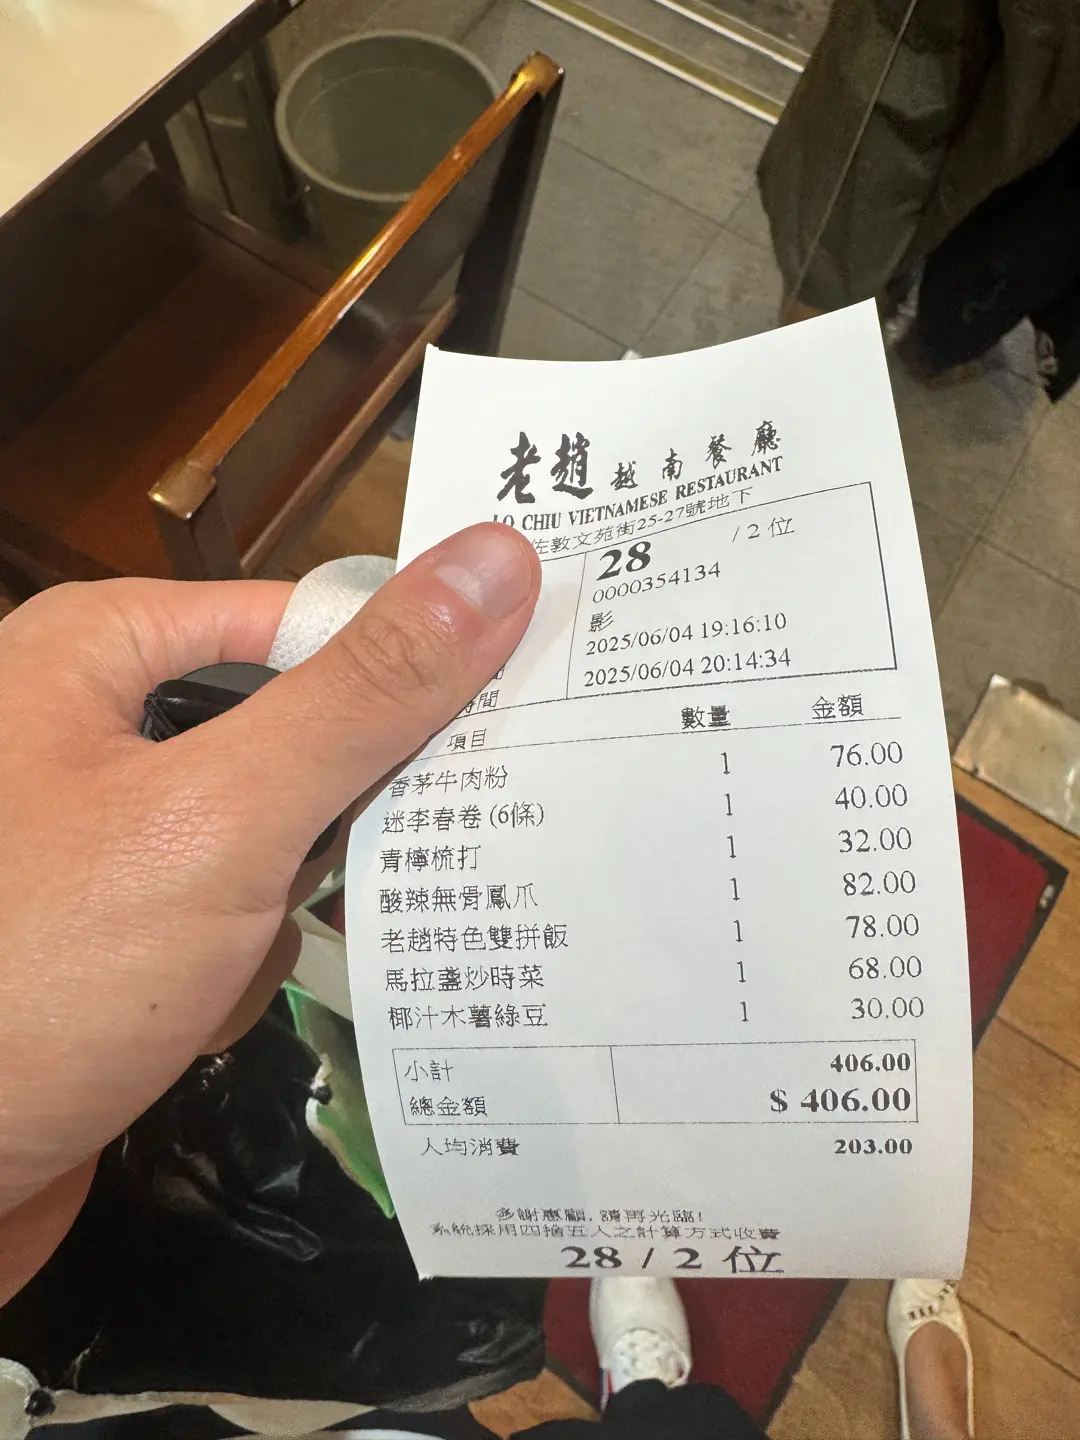 老趙 越南餐廳
LO CHIU VIETNAMESE RESTAURANT
佐敦文苑街25-27號地下
28 / 2 位
0000354134
影
2025/06/04 19:16:10
2025/06/04 20:14:34
時間
項目 數量 金額
香茅牛肉粉 1 76.00
迷李春卷 (6條) 1 40.00
青檸梳打 1 32.00
酸辣無骨鳳爪 1 82.00
老趙特色雙拼飯 1 78.00
馬拉盞炒時菜 1 68.00
椰汁木薯綠豆 1 30.00
小計 406.00
總金額 $ 406.00
人均消費 203.00
多謝惠顧, 請再光臨!
系統採用四捨五入之計算方式收費
28 / 2 位